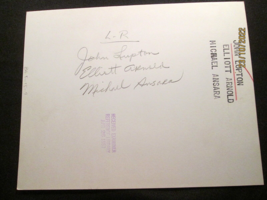 L-R.
John Lupton
Elliott Arnold
Michael Ansara
JOHN LUPTON
ELLIOTT ARNOLD
MICHAEL ANSARA